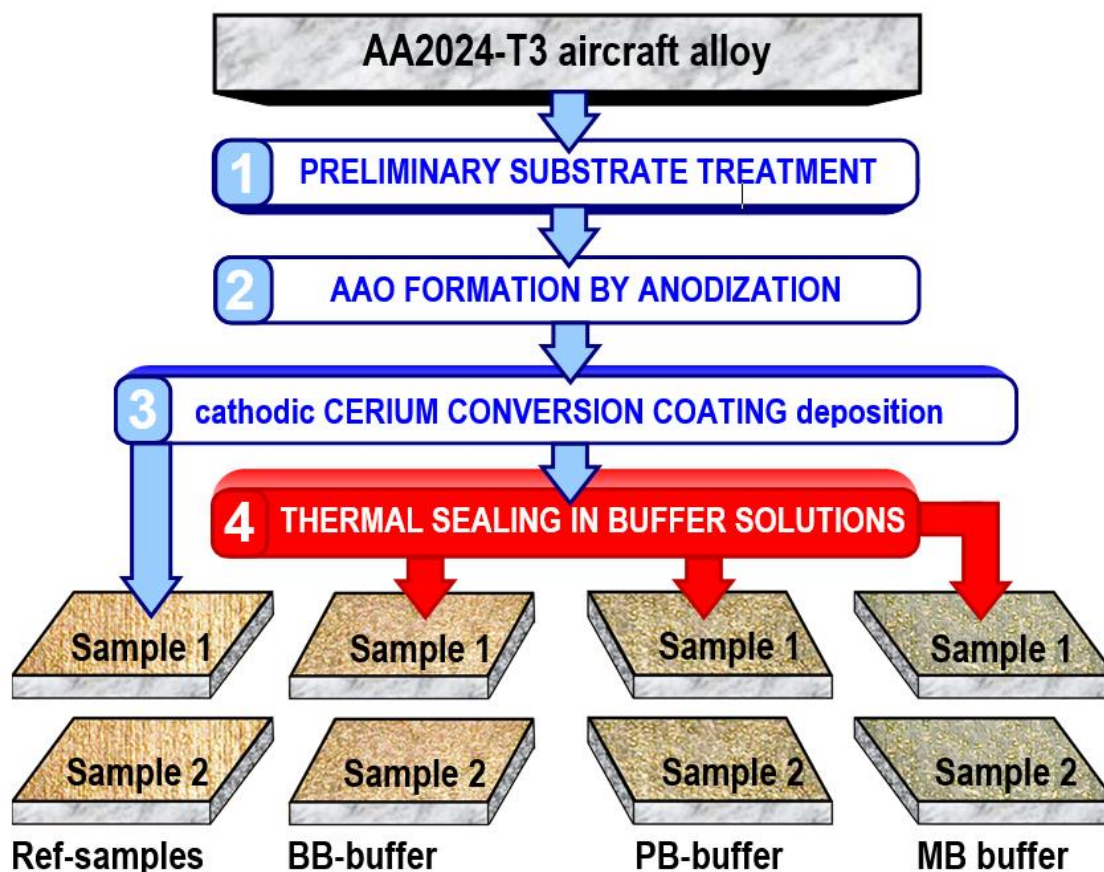 AA2024-T3 aircraft alloy
1 PRELIMINARY SUBSTRATE TREATMENT
2 AAO FORMATION BY ANODIZATION
3 cathodic CERIUM CONVERSION COATING deposition
4 THERMAL SEALING IN BUFFER SOLUTIONS
Sample 1 Sample 1 Sample 1 Sample 1
Sample 2 Sample 2 Sample 2 Sample 2
Ref-samples BB-buffer PB-buffer MB buffer